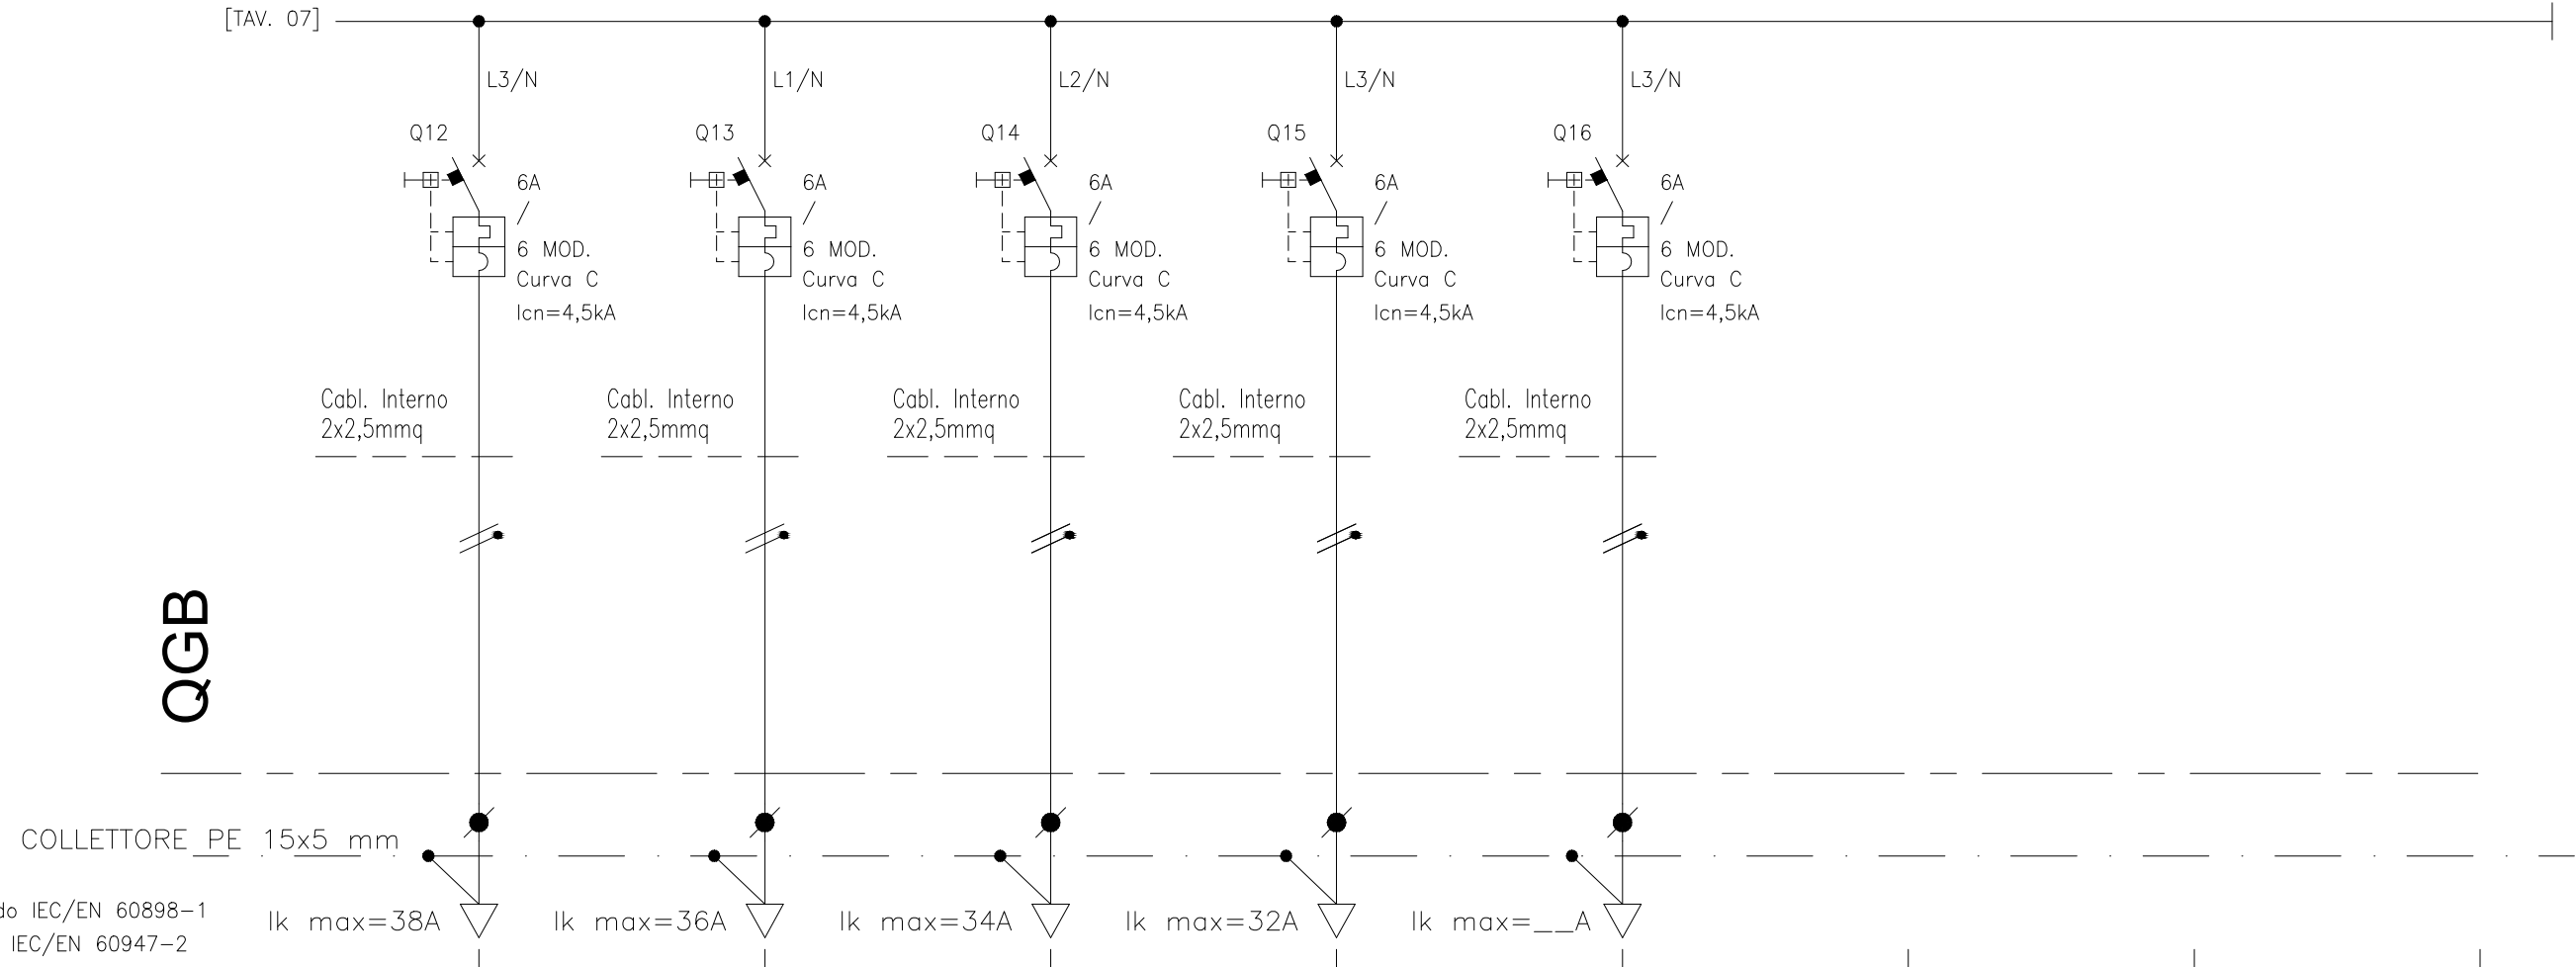 [TAV. 07]
L3/N
L1/N
L2/N
L3/N
L3/N
Q12
Q13
Q14
Q15
Q16
6A
6A
6A
6A
6A
6 MOD.
Curva C
Icn=4,5kA
6 MOD.
Curva C
Icn=4,5kA
6 MOD.
Curva C
Icn=4,5kA
6 MOD.
Curva C
Icn=4,5kA
6 MOD.
Curva C
Icn=4,5kA
Cabl. Interno
2x2,5mmq
Cabl. Interno
2x2,5mmq
Cabl. Interno
2x2,5mmq
Cabl. Interno
2x2,5mmq
Cabl. Interno
2x2,5mmq
QGB
COLLETTORE PE 15x5 mm
do IEC/EN 60898-1
IEC/EN 60947-2
Ik max=38A
Ik max=36A
Ik max=34A
Ik max=32A
Ik max=__A